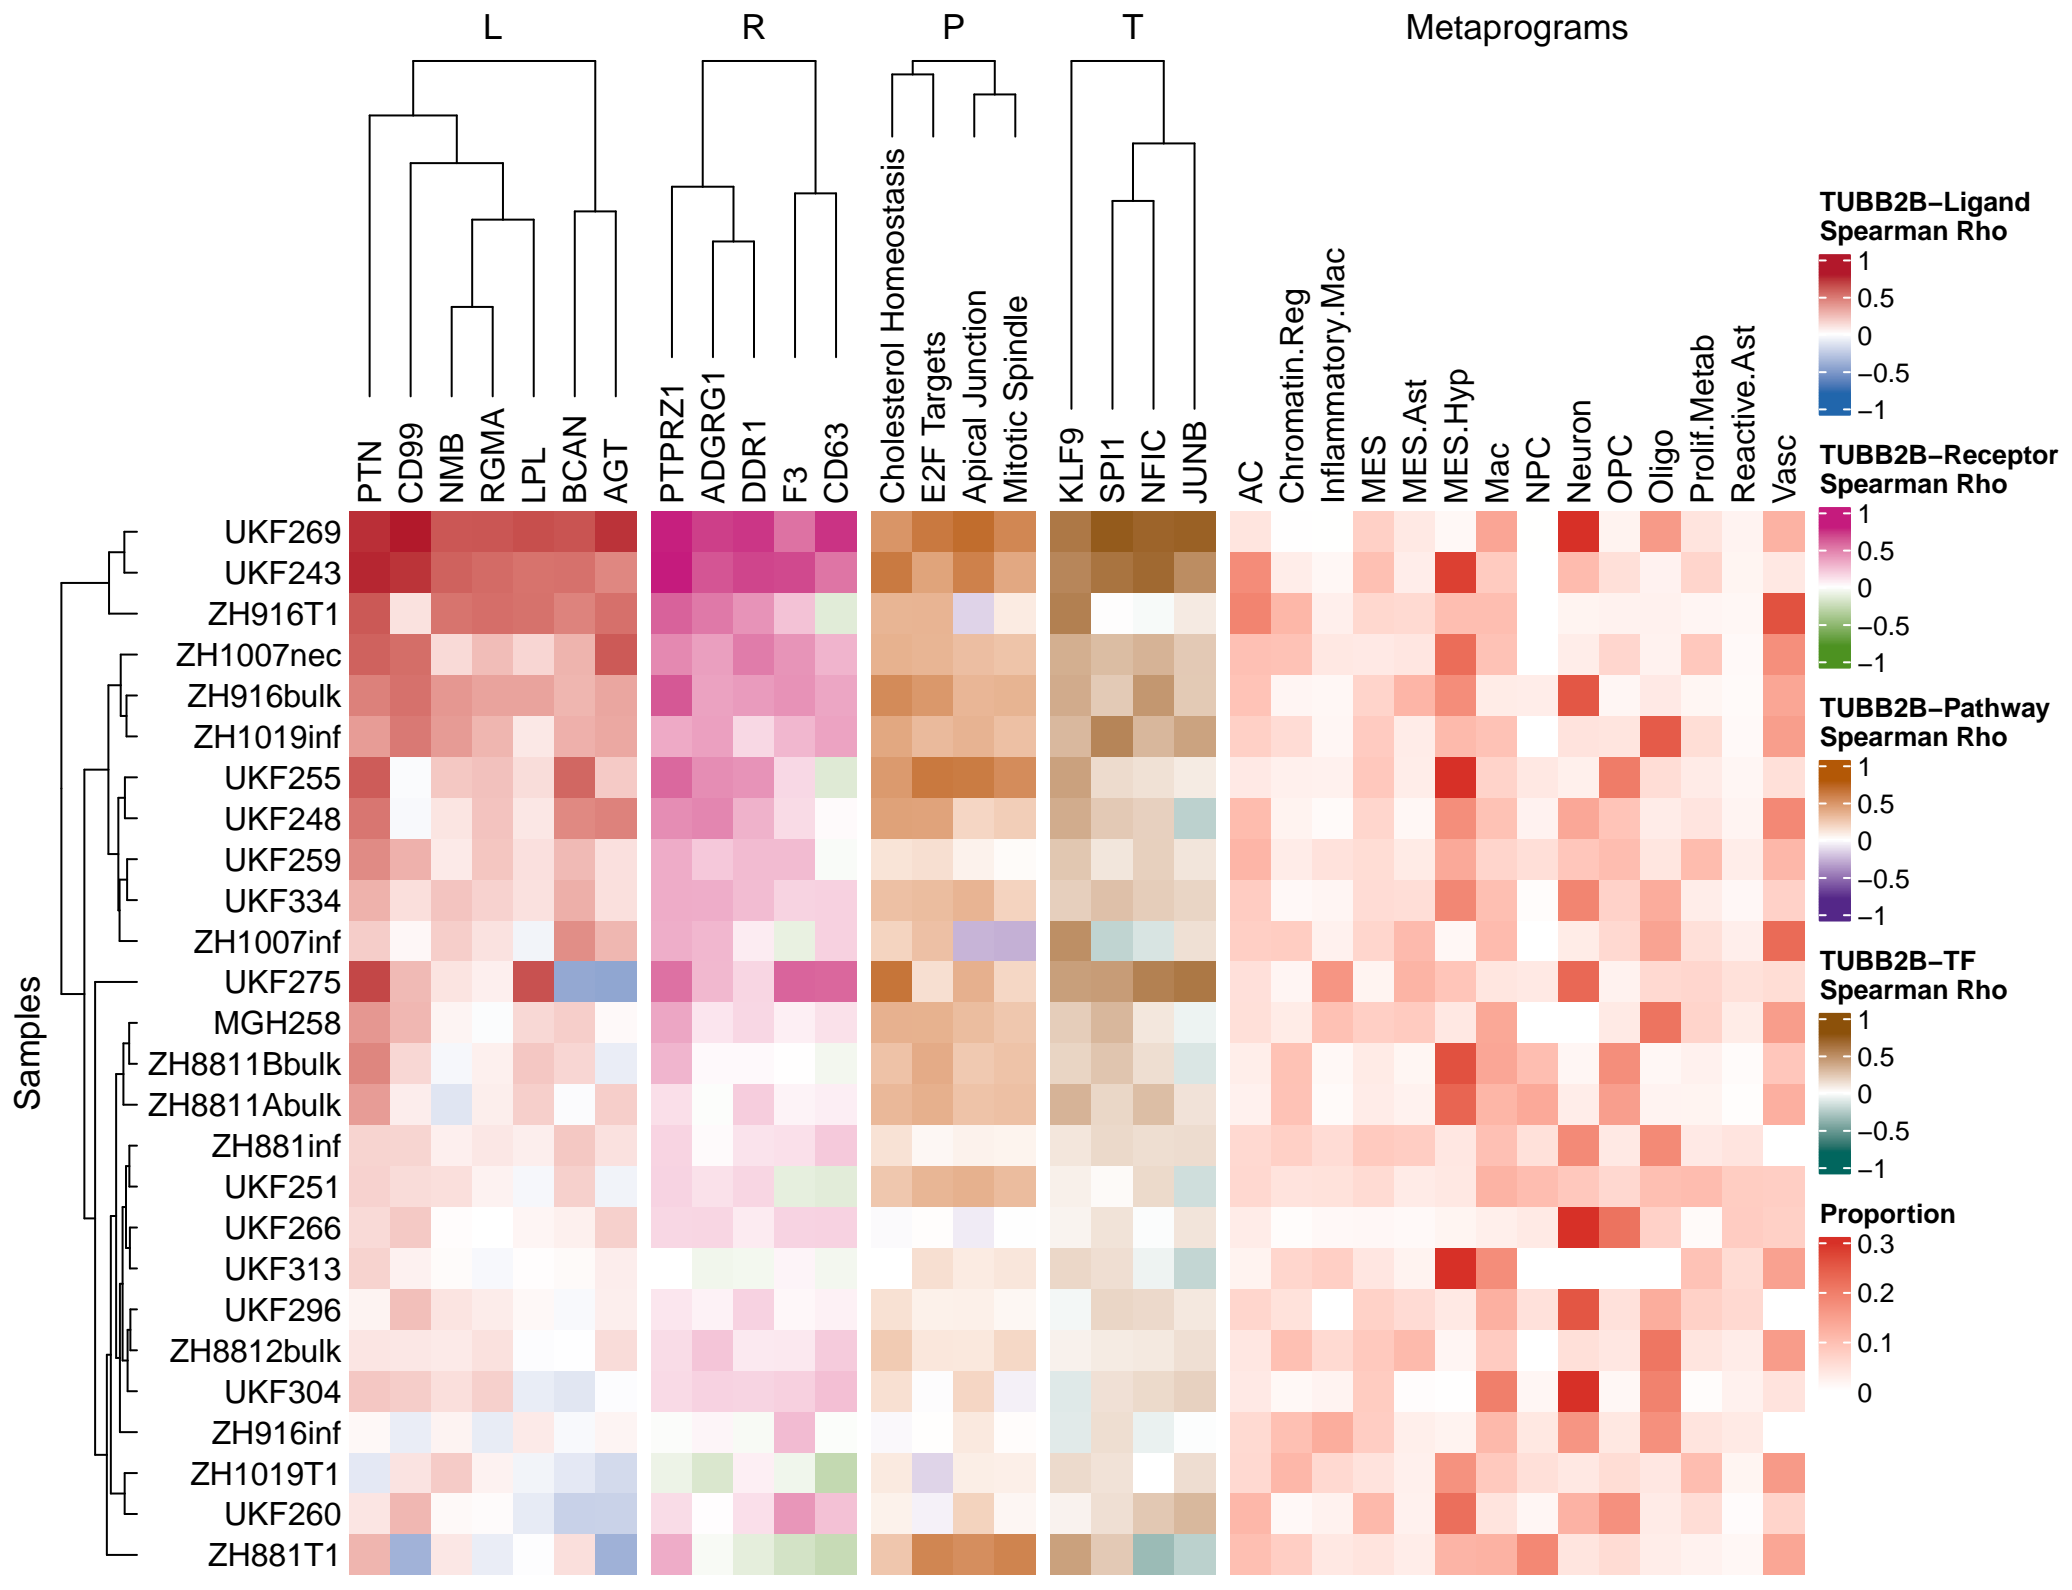 L R P T Metaprograms
PTN CD99 NMB RGMA LPL BCAN AGT
PTPRZ1 ADGRG1 DDR1 F3 CD63
Cholesterol Homeostasis E2F Targets Apical Junction Mitotic Spindle
KLF9 SPI1 NFIC JUNB
AC Chromatin.Reg Inflammatory.Mac MES MES.Ast MES.Hyp Mac NPC Neuron OPC Oligo Prolif.Metab Reactive.Ast Vasc
Samples
UKF269
UKF243
ZH916T1
ZH1007nec
ZH916bulk
ZH1019inf
UKF255
UKF248
UKF259
UKF334
ZH1007inf
UKF275
MGH258
ZH8811Bbulk
ZH8811Abulk
ZH881inf
UKF251
UKF266
UKF313
UKF296
ZH8812bulk
UKF304
ZH916inf
ZH1019T1
UKF260
ZH881T1
TUBB2B−Ligand
Spearman Rho
1
0.5
0
−0.5
−1
TUBB2B−Receptor
Spearman Rho
1
0.5
0
−0.5
−1
TUBB2B−Pathway
Spearman Rho
1
0.5
0
−0.5
−1
TUBB2B−TF
Spearman Rho
1
0.5
0
−0.5
−1
Proportion
0.3
0.2
0.1
0